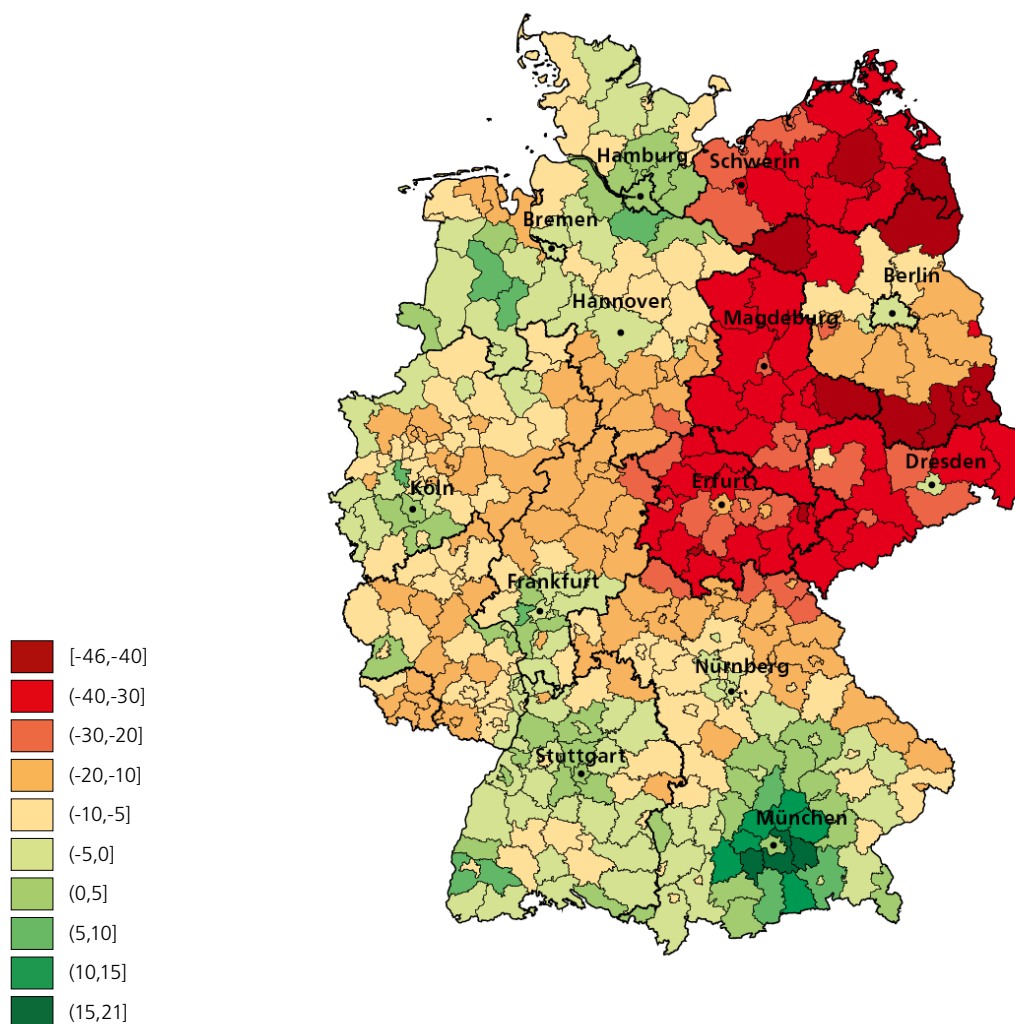 Hamburg
Schwerin
Bremen
Berlin
Hannover
Magdeburg
Dresden
Erfurt
Köln
Frankfurt
Nürnberg
Stuttgart
München
[-46,-40]
(-40,-30]
(-30,-20]
(-20,-10]
(-10,-5]
(-5,0]
(0,5]
(5,10]
(10,15]
(15,21]